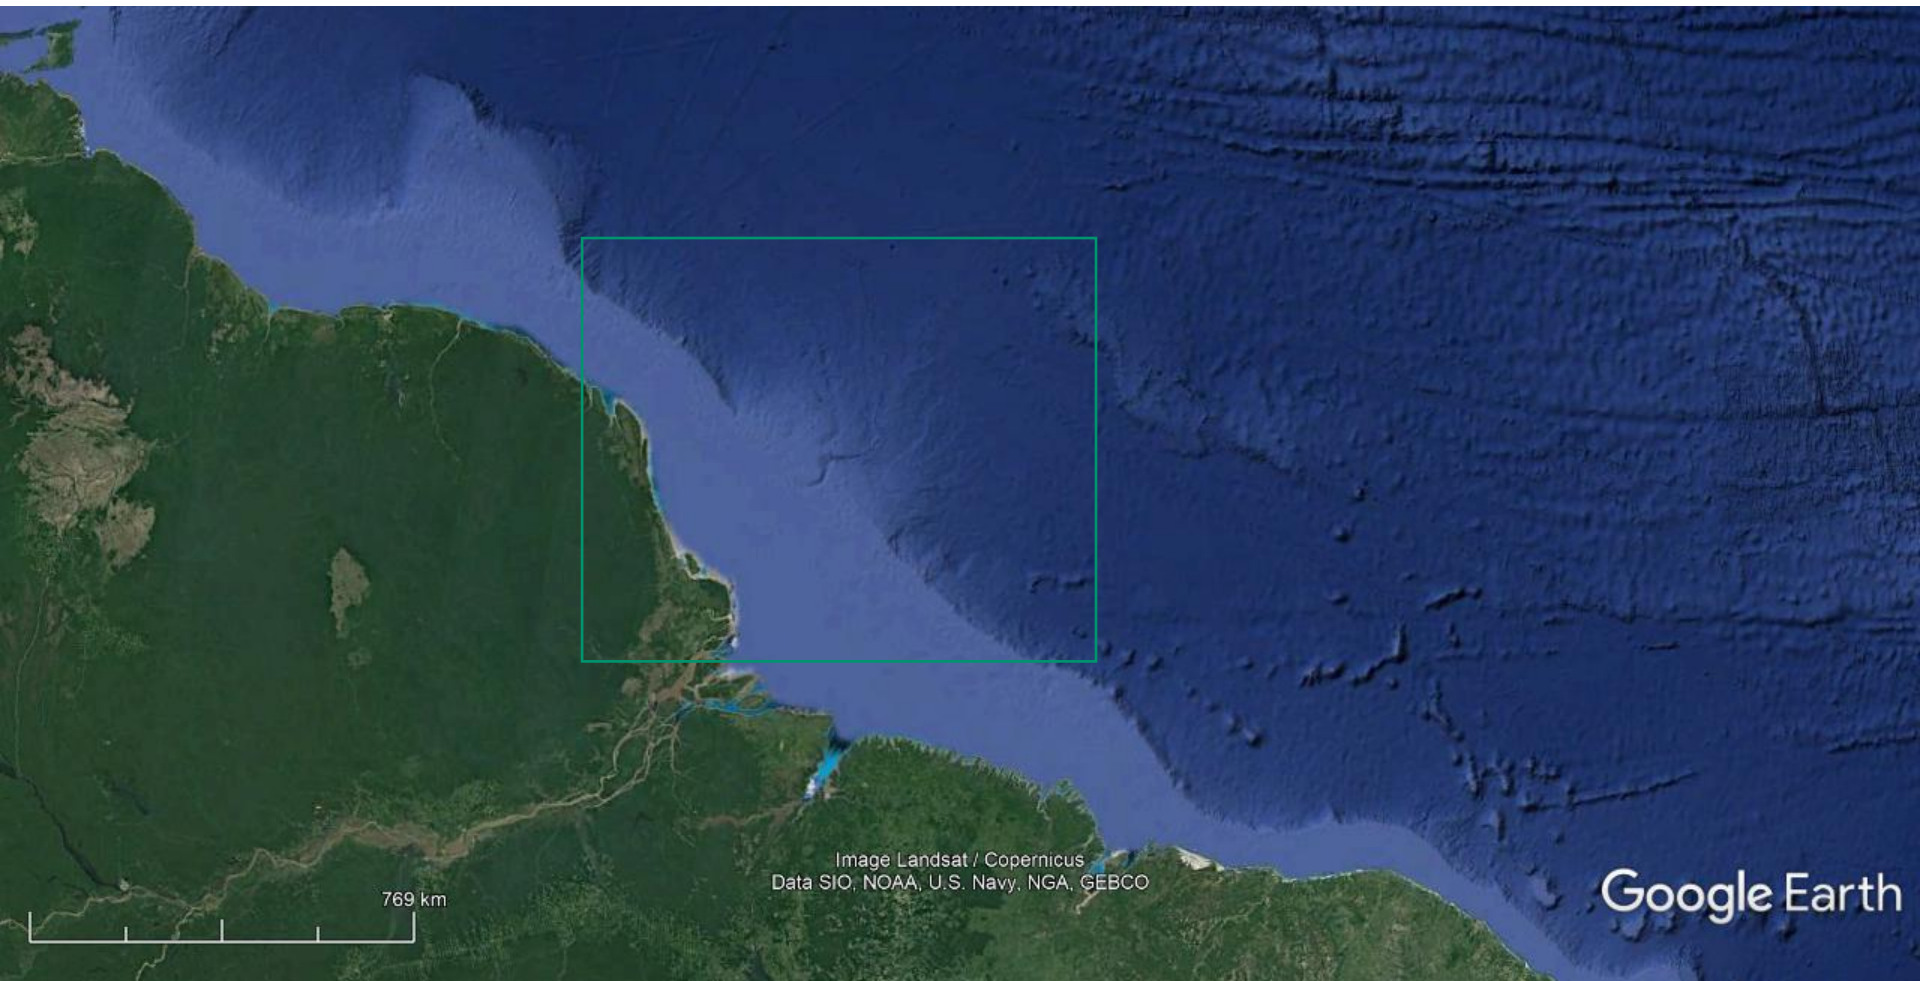 769 km
Image Landsat / Copernicus
Data SIO, NOAA, U.S. Navy, NGA, GEBCO
Google Earth